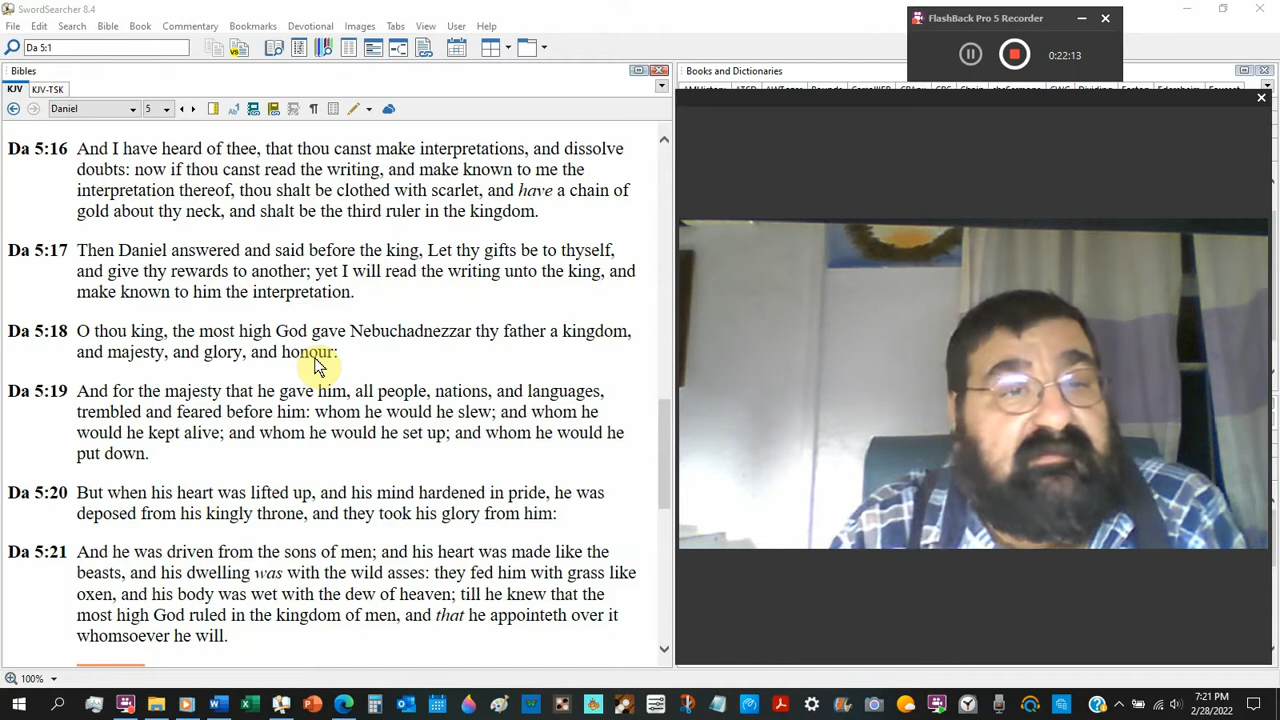 SwordSearcher 8.4
File Edit Search Bible Book Commentary Bookmarks Devotional Images Tabs View User Help
Da 5:1
VS
FlashBack Pro 5 Recorder
0:22:13
Bibles
Books and Dictionaries
KJV KJV-TSK
Daniel 5
Da 5:16 And I have heard of thee, that thou canst make interpretations, and dissolve
doubts: now if thou canst read the writing, and make known to me the
interpretation thereof, thou shalt be clothed with scarlet, and have a chain of
gold about thy neck, and shalt be the third ruler in the kingdom.
Da 5:17 Then Daniel answered and said before the king, Let thy gifts be to thyself,
and give thy rewards to another; yet I will read the writing unto the king, and
make known to him the interpretation.
Da 5:18 O thou king, the most high God gave Nebuchadnezzar thy father a kingdom,
and majesty, and glory, and honour:
Da 5:19 And for the majesty that he gave him, all people, nations, and languages,
trembled and feared before him: whom he would he slew; and whom he
would he kept alive; and whom he would he set up; and whom he would he
put down.
Da 5:20 But when his heart was lifted up, and his mind hardened in pride, he was
deposed from his kingly throne, and they took his glory from him:
Da 5:21 And he was driven from the sons of men; and his heart was made like the
beasts, and his dwelling was with the wild asses: they fed him with grass like
oxen, and his body was wet with the dew of heaven; till he knew that the
most high God ruled in the kingdom of men, and that he appointeth over it
whomsoever he will.
100%
7:21 PM
2/28/2022